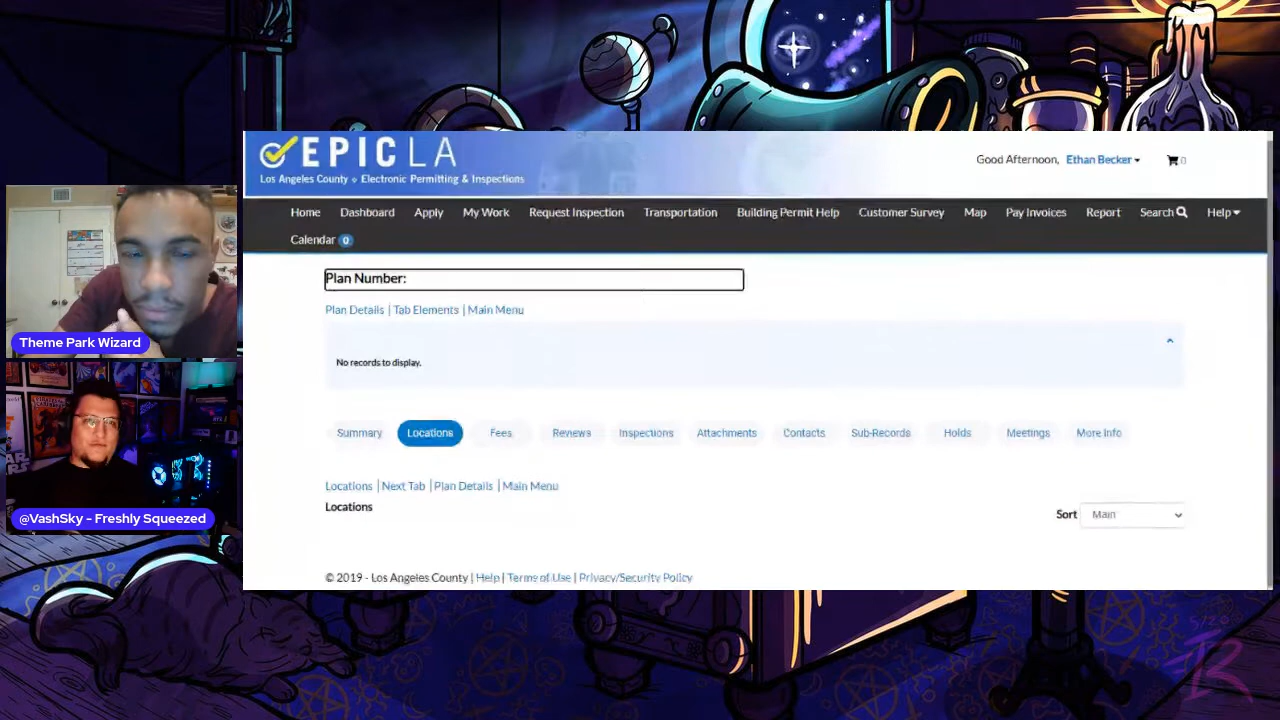 EPICLA
Los Angeles County Electronic Permitting & Inspections
Good Afternoon, Ethan Becker
0
Home Dashboard Apply My Work Request Inspection Transportation Building Permit Help Customer Survey Map Pay Invoices Report Search Help
Calendar 0
Plan Number:
Plan Details | Tab Elements | Main Menu
No records to display.
Summary Locations Fees Reviews Inspections Attachments Contacts Sub-Records Holds Meetings More Info
Locations | Next Tab | Plan Details | Main Menu
Locations
Sort Main
© 2019 - Los Angeles County | Help | Terms of Use | Privacy/Security Policy
Theme Park Wizard
@VashSky - Freshly Squeezed